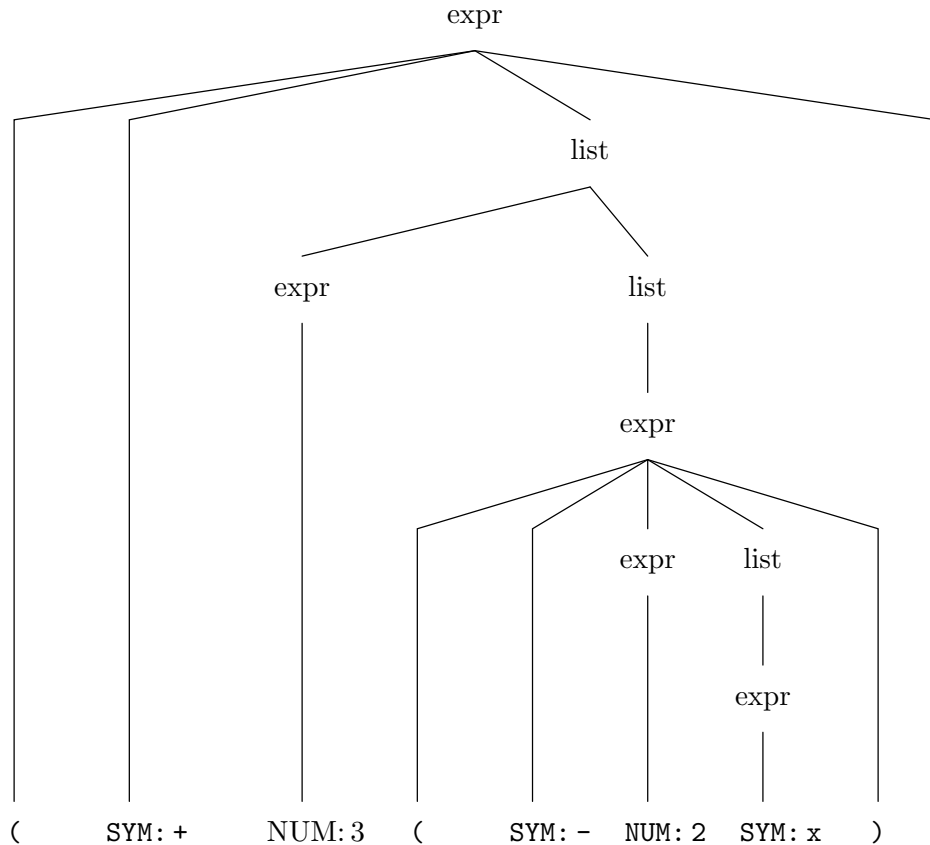 expr
list
expr list
expr
expr list
expr
( SYM:+ NUM:3 ( SYM:- NUM:2 SYM:x )